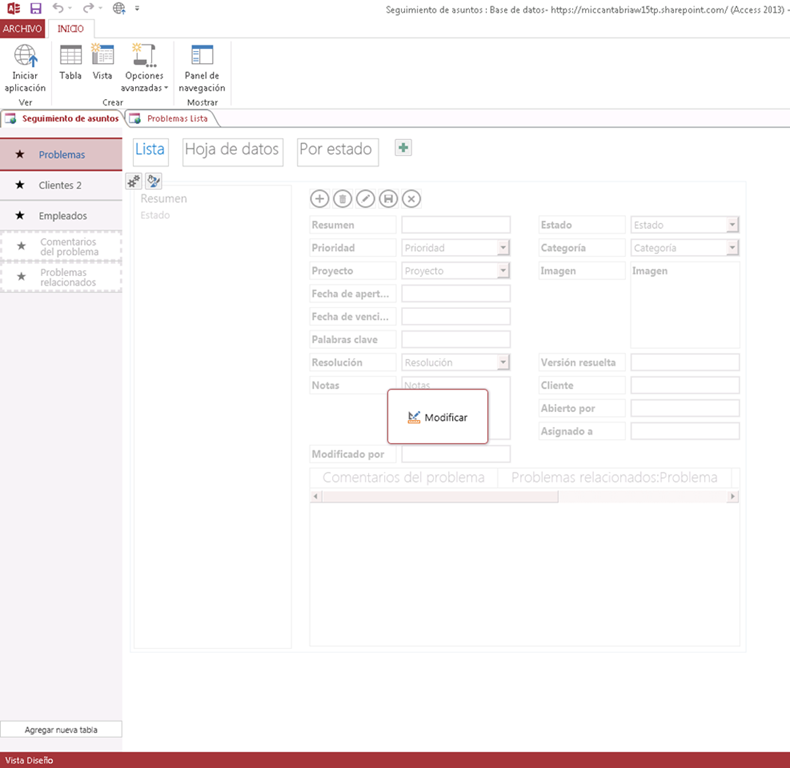 Seguimiento de asuntos : Base de datos- https://miccantabriaw15tp.sharepoint.com/ (Access 2013) -
ARCHIVO INICIO
Iniciar aplicación
Tabla
Vista
Opciones avanzadas
Panel de navegación
Ver
Crear
Mostrar
Seguimiento de asuntos
Problemas Lista
Problemas
Clientes 2
Empleados
Comentarios
del problema
Problemas
relacionados
Agregar nueva tabla
Lista Hoja de datos Por estado
Resumen
Estado
Resumen
Prioridad Prioridad
Proyecto Proyecto
Fecha de apert...
Fecha de venci...
Palabras clave
Resolución Resolución
Notas Notas
Modificar
Modificado por
Estado Estado
Categoría Categoría
Imagen Imagen
Versión resuelta
Cliente
Abierto por
Asignado a
Comentarios del problema Problemas relacionados:Problema
Vista Diseño